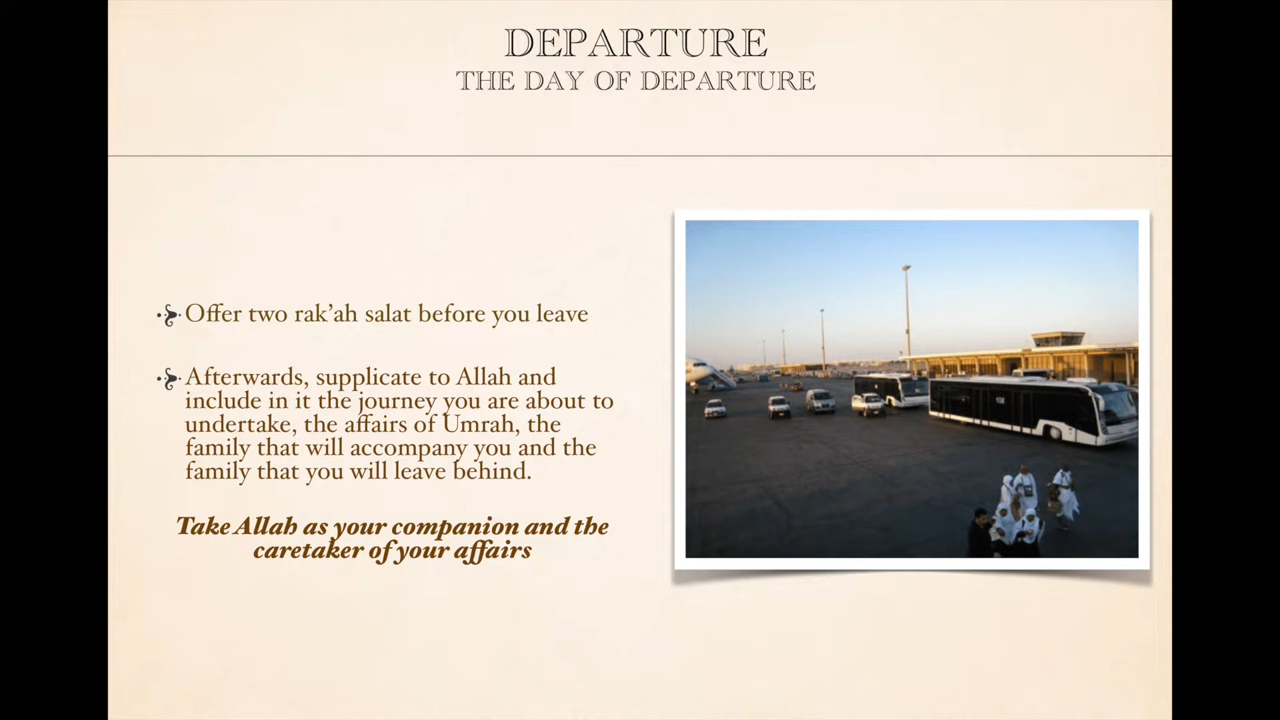 DEPARTURE
THE DAY OF DEPARTURE
Offer two rak’ah salat before you leave
Afterwards, supplicate to Allah and
include in it the journey you are about to
undertake, the affairs of Umrah, the
family that will accompany you and the
family that you will leave behind.
Take Allah as your companion and the
caretaker of your affairs